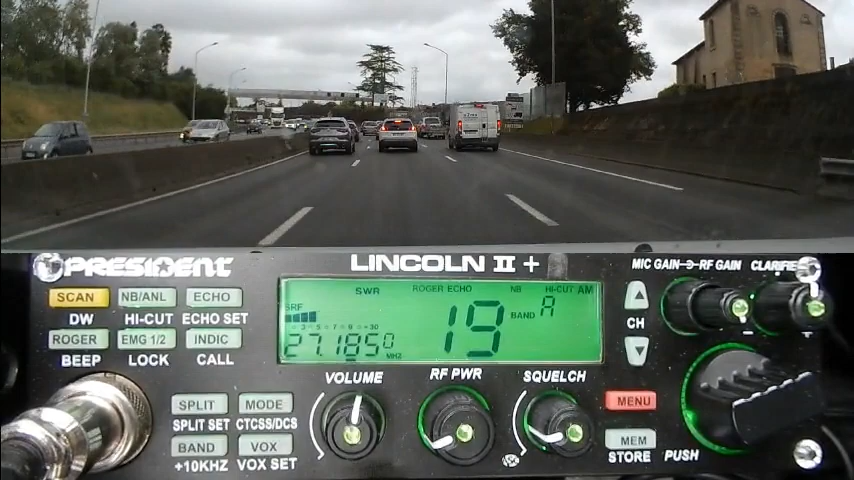 PRESIDENT
LINCOLN II +
MIC GAIN RF GAIN CLARIFIE
SCAN NB/ANL ECHO
DW HI-CUT ECHO SET
ROGER EMG 1/2 INDIC
BEEP LOCK CALL
SWR ROGER ECHO NB HI-CUT AM
SRF
BAND A
19
27.1850 MHZ
CH
VOLUME RF PWR SQUELCH
MENU
SPLIT MODE
SPLIT SET CTCSS/DCS
BAND VOX
+10KHZ VOX SET
MEM
STORE PUSH